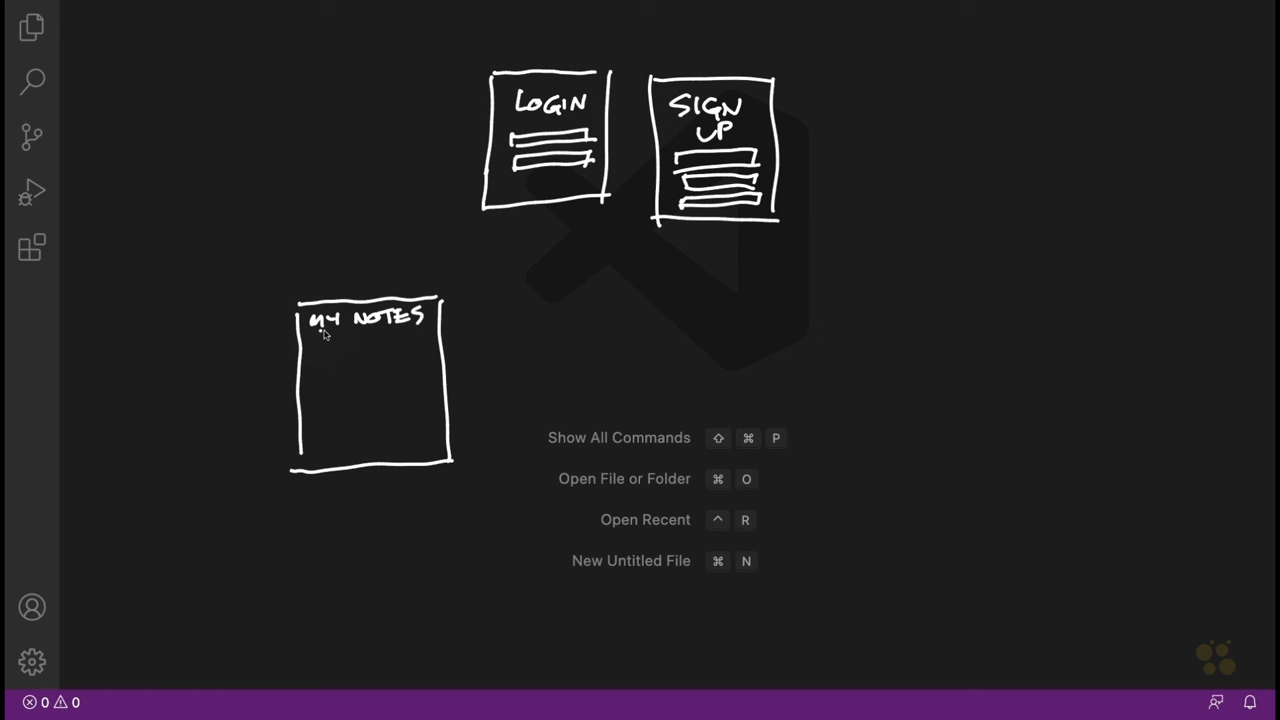 LOGIN
SIGN
UP
MY NOTES
Show All Commands ⇧ ⌘ P
Open File or Folder ⌘ O
Open Recent ^ R
New Untitled File ⌘ N
0 0